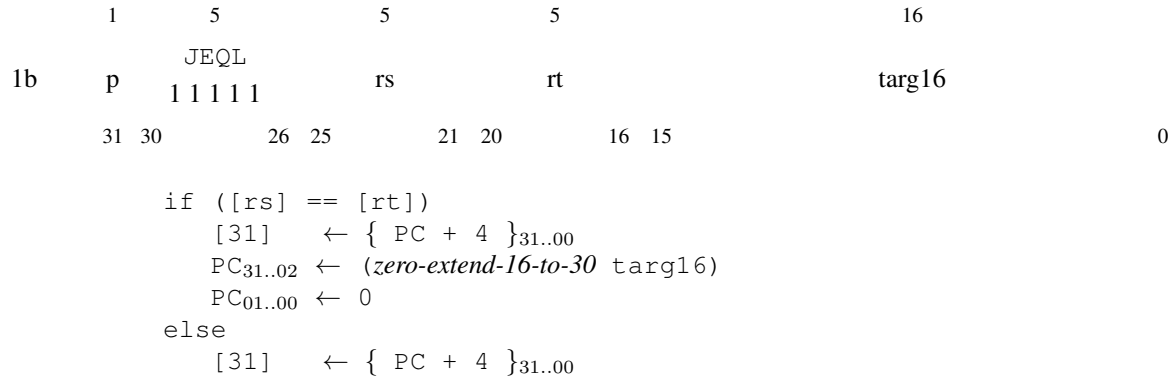 1 5 5 5 16
JEQL
1b p 1 1 1 1 1 rs rt targ16
31 30 26 25 21 20 16 15 0
if ([rs] == [rt])
[31] ← { PC + 4 }31..00
PC31..02 ← (zero-extend-16-to-30 targ16)
PC01..00 ← 0
else
[31] ← { PC + 4 }31..00